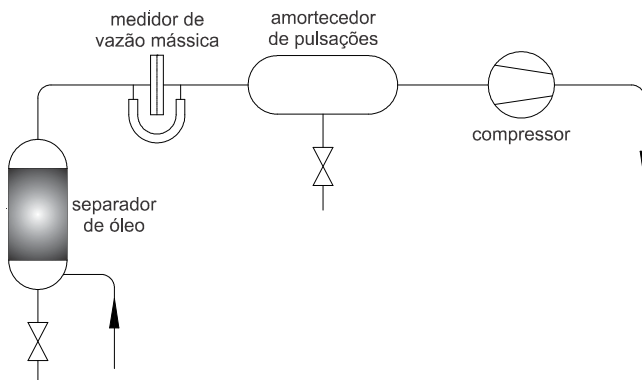 medidor de
vazão mássica
amortecedor
de pulsações
compressor
separador
de óleo